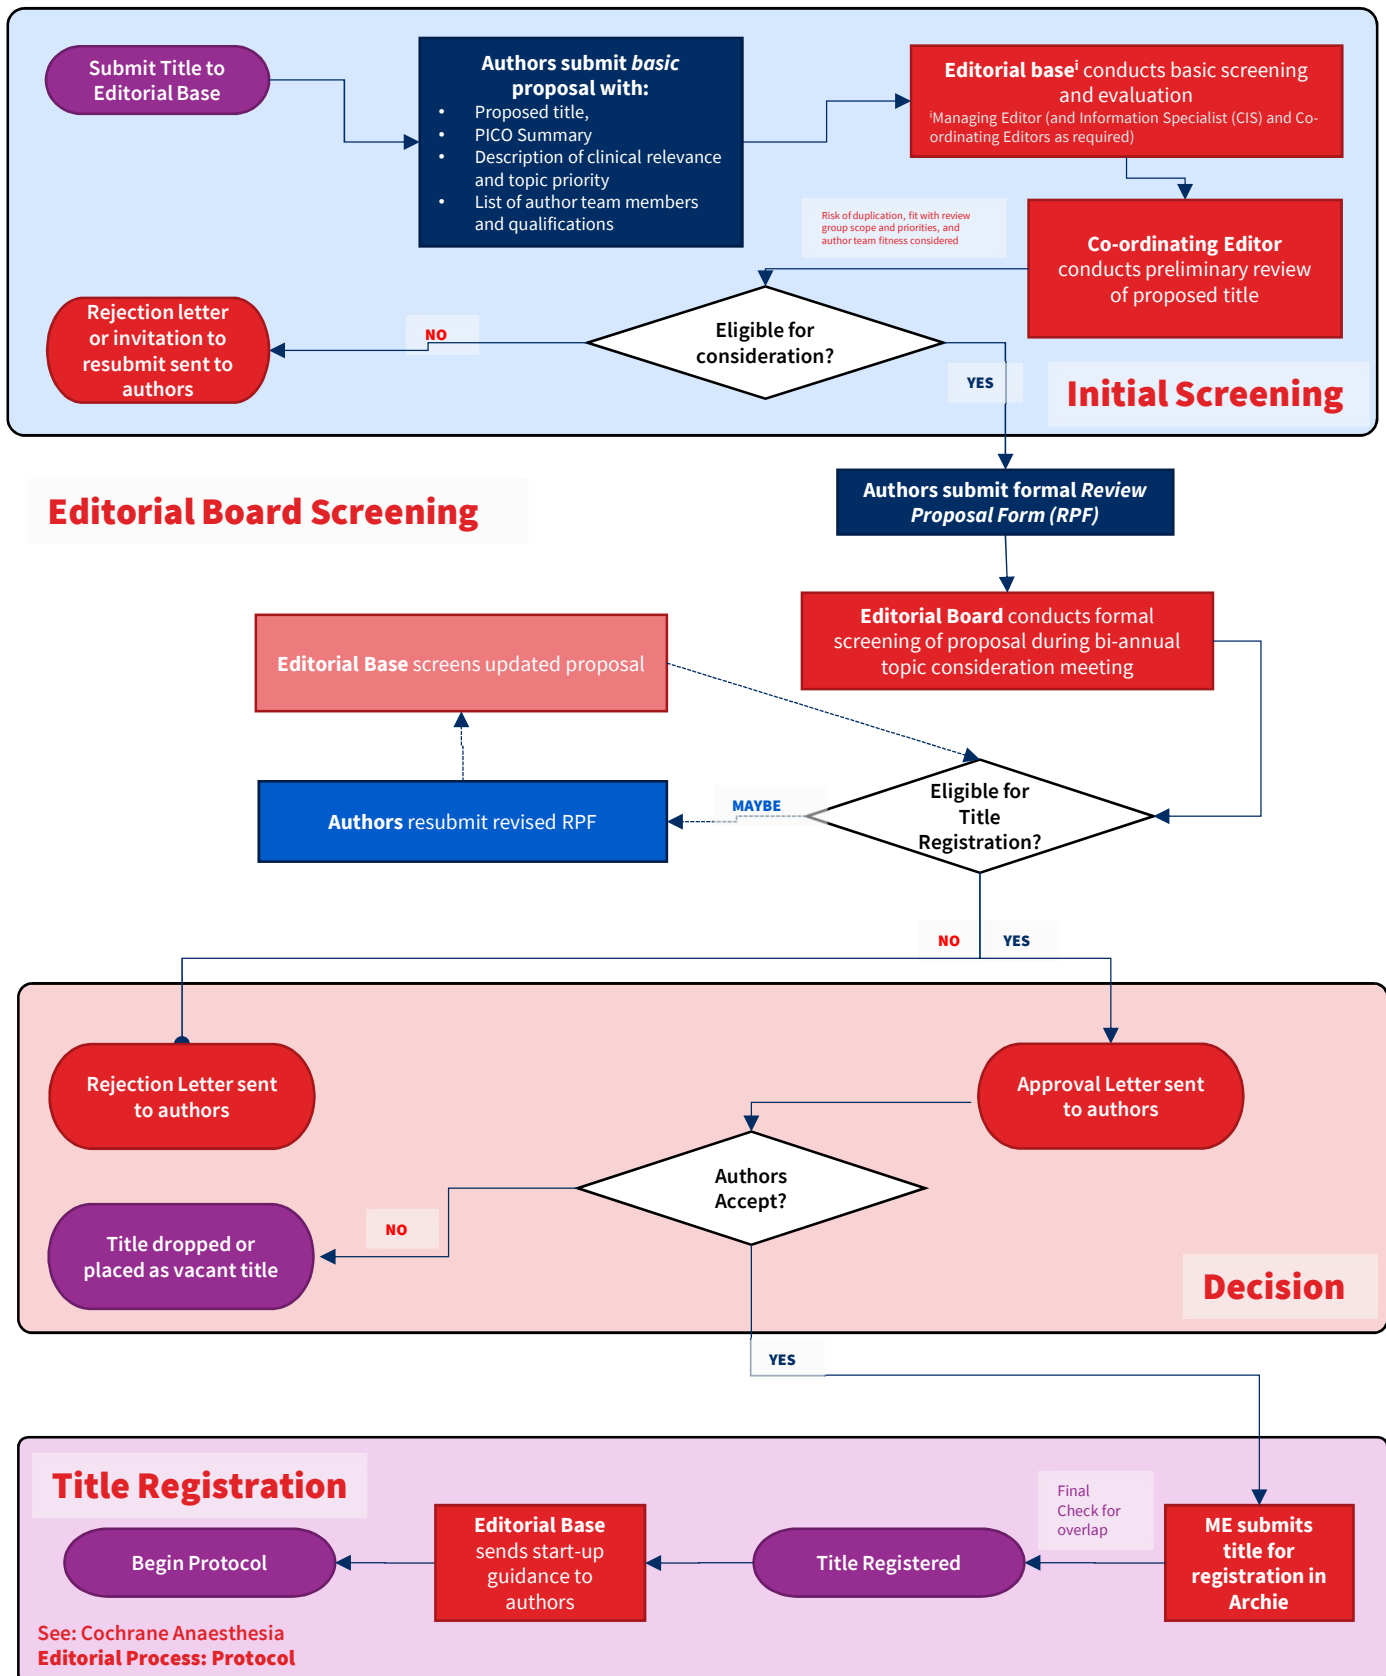 Submit Title to
Editorial Base
Authors submit basic
proposal with:
• Proposed title,
• PICO Summary
• Description of clinical relevance
and topic priority
• List of author team members
and qualifications
Editorial baseⁱ conducts basic screening
and evaluation
ⁱManaging Editor (and Information Specialist (CIS) and Co-
ordinating Editors as required)
Risk of duplication, fit with review
group scope and priorities, and
author team fitness considered
Co-ordinating Editor
conducts preliminary review
of proposed title
Rejection letter
or invitation to
resubmit sent to
authors
NO
Eligible for
consideration?
YES
Initial Screening
Editorial Board Screening
Authors submit formal Review
Proposal Form (RPF)
Editorial Board conducts formal
screening of proposal during bi-annual
topic consideration meeting
Editorial Base screens updated proposal
Authors resubmit revised RPF
MAYBE
Eligible for
Title
Registration?
NO
YES
Rejection Letter sent
to authors
Approval Letter sent
to authors
Authors
Accept?
NO
Title dropped or
placed as vacant title
Decision
YES
Title Registration
Final
Check for
overlap
ME submits
title for
registration in
Archie
Title Registered
Editorial Base
sends start-up
guidance to
authors
Begin Protocol
See: Cochrane Anaesthesia
Editorial Process: Protocol